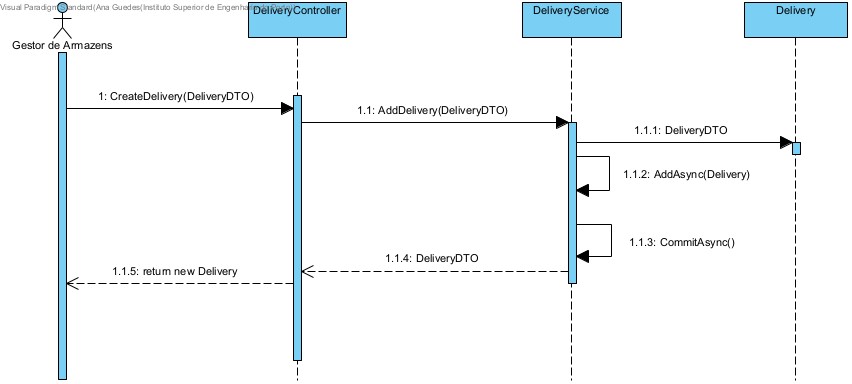 Visual Paradigm Standard(Ana Guedes(Instituto Superior de Engenharia do Porto))
DeliveryController
DeliveryService
Delivery
Gestor de Armazens
1: CreateDelivery(DeliveryDTO)
1.1: AddDelivery(DeliveryDTO)
1.1.1: DeliveryDTO
1.1.2: AddAsync(Delivery)
1.1.3: CommitAsync()
1.1.4: DeliveryDTO
1.1.5: return new Delivery